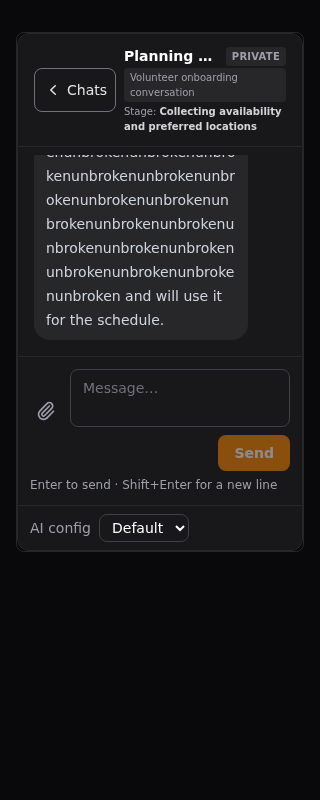 Chats
Planning ...
PRIVATE
Volunteer onboarding
conversation
Stage: Collecting availability
and preferred locations
enunbrokenunbrokenunbro
kenunbrokenunbrokenunbr
okenunbrokenunbrokenun
brokenunbrokenunbrokenu
nbrokenunbrokenunbroken
unbrokenunbrokenunbroke
nunbroken and will use it
for the schedule.
Message...
Send
Enter to send · Shift+Enter for a new line
AI config
Default